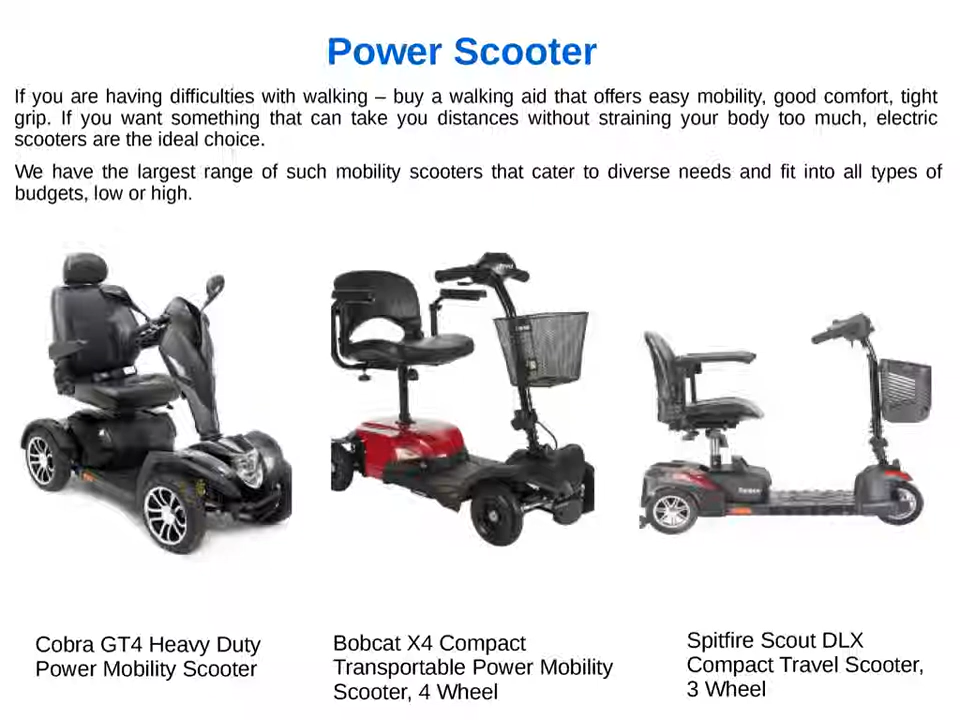 Power Scooter
If you are having difficulties with walking – buy a walking aid that offers easy mobility, good comfort, tight
grip. If you want something that can take you distances without straining your body too much, electric
scooters are the ideal choice.
We have the largest range of such mobility scooters that cater to diverse needs and fit into all types of
budgets, low or high.
Cobra GT4 Heavy Duty
Power Mobility Scooter
Bobcat X4 Compact
Transportable Power Mobility
Scooter, 4 Wheel
Spitfire Scout DLX
Compact Travel Scooter,
3 Wheel